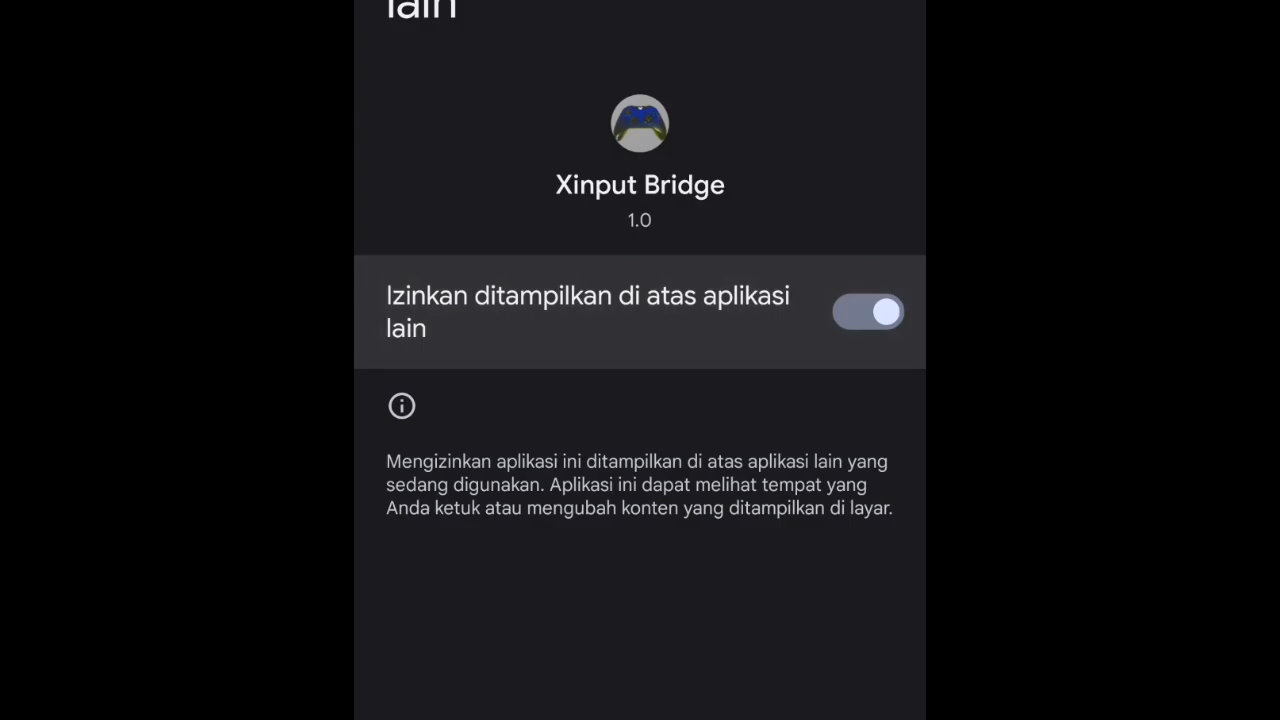 lain
Xinput Bridge
1.0
Izinkan ditampilkan di atas aplikasi
lain
Mengizinkan aplikasi ini ditampilkan di atas aplikasi lain yang
sedang digunakan. Aplikasi ini dapat melihat tempat yang
Anda ketuk atau mengubah konten yang ditampilkan di layar.